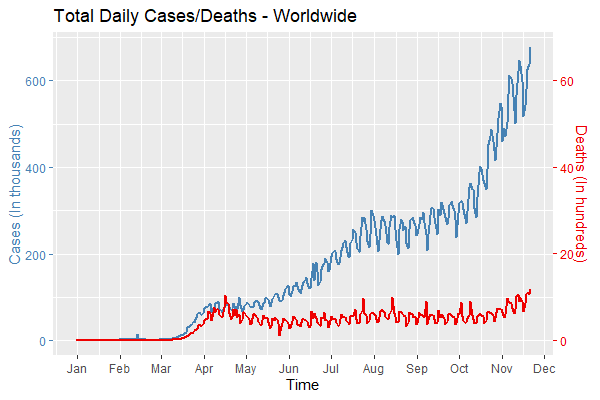 Total Daily Cases/Deaths - Worldwide
Cases (In thousands)
600
400
200
0
60
40
20
0
Deaths (In hundreds)
Jan Feb Mar Apr May Jun Jul Aug Sep Oct Nov Dec
Time